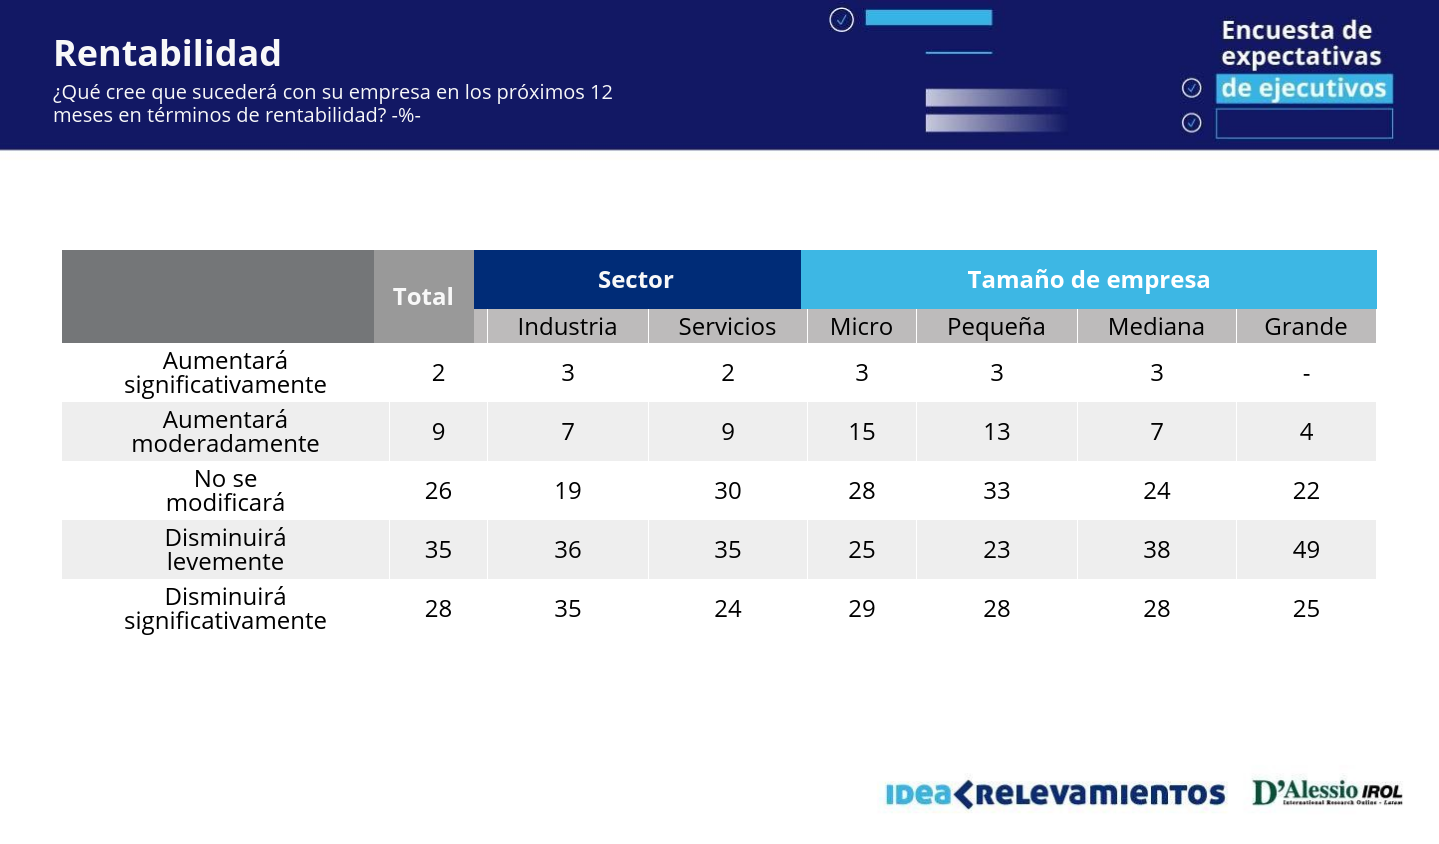 Rentabilidad
¿Qué cree que sucederá con su empresa en los próximos 12
meses en términos de rentabilidad? -%-
Encuesta de
expectativas
de ejecutivos
Total Sector Tamaño de empresa
Industria Servicios Micro Pequeña Mediana Grande
Aumentará
significativamente 2 3 2 3 3 3 -
Aumentará
moderadamente 9 7 9 15 13 7 4
No se
modificará 26 19 30 28 33 24 22
Disminuirá
levemente 35 36 35 25 23 38 49
Disminuirá
significativamente 28 35 24 29 28 28 25
IDea RELEVAMIENTOS D'Alessio IROL
International Research Online - Latam